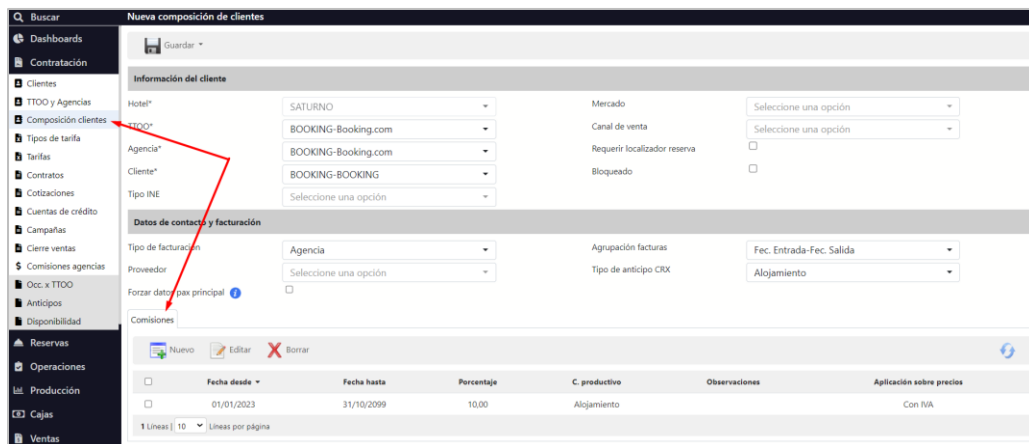 Buscar
Nueva composición de clientes
Dashboards
Contratación
Clientes
TTOO y Agencias
Composición clientes
Tipos de tarifa
Tarifas
Contratos
Cotizaciones
Cuentas de crédito
Campañas
Cierre ventas
Comisiones agencias
Occ. x TTOO
Anticipos
Disponibilidad
Reservas
Operaciones
Producción
Cajas
Ventas
Guardar
Información del cliente
Hotel* SATURNO Mercado Seleccione una opción
TTOO* BOOKING-Booking.com Canal de venta Seleccione una opción
Agencia* BOOKING-Booking.com Requerir localizador reserva
Cliente* BOOKING-BOOKING Bloqueado
Tipo INE Seleccione una opción
Datos de contacto y facturación
Tipo de facturación Agencia Agrupación facturas Fec. Entrada-Fec. Salida
Proveedor Seleccione una opción Tipo de anticipo CRX Alojamiento
Forzar datos pax principal
Comisiones
Nuevo Editar Borrar
Fecha desde Fecha hasta Porcentaje C. productivo Observaciones Aplicación sobre precios
01/01/2023 31/10/2099 10,00 Alojamiento Con IVA
1 Líneas | 10 Líneas por página